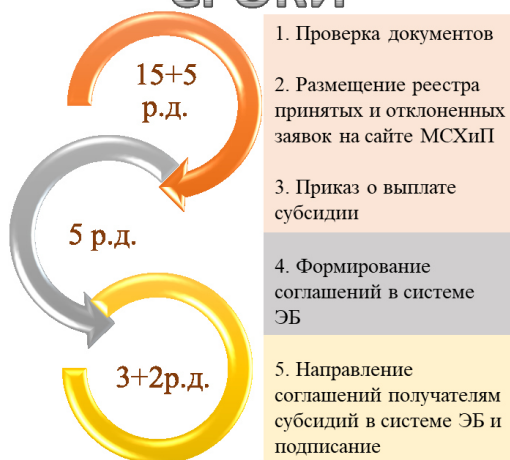 СРОКИ
15+5
р.д.
1. Проверка документов
2. Размещение реестра
принятых и отклоненных
заявок на сайте МСХиП
3. Приказ о выплате
субсидии
5 р.д.
4. Формирование
соглашений в системе
ЭБ
3+2р.д.
5. Направление
соглашений получателям
субсидий в системе ЭБ и
подписание